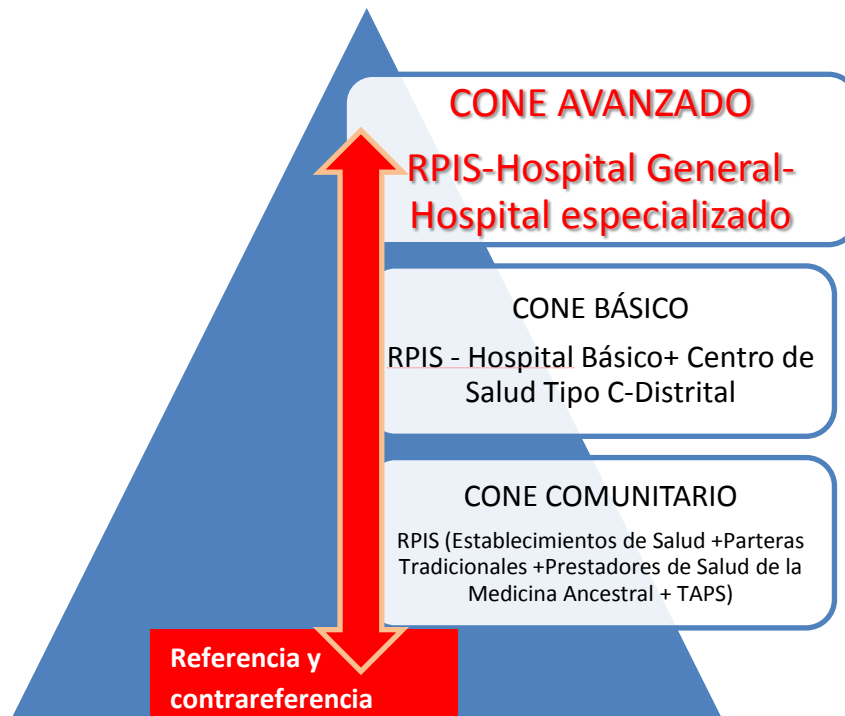 CONE AVANZADO
RPIS-Hospital General-
Hospital especializado
CONE BÁSICO
RPIS - Hospital Básico+ Centro de
Salud Tipo C-Distrital
CONE COMUNITARIO
RPIS (Establecimientos de Salud +Parteras
Tradicionales +Prestadores de Salud de la
Medicina Ancestral + TAPS)
Referencia y
contrareferencia